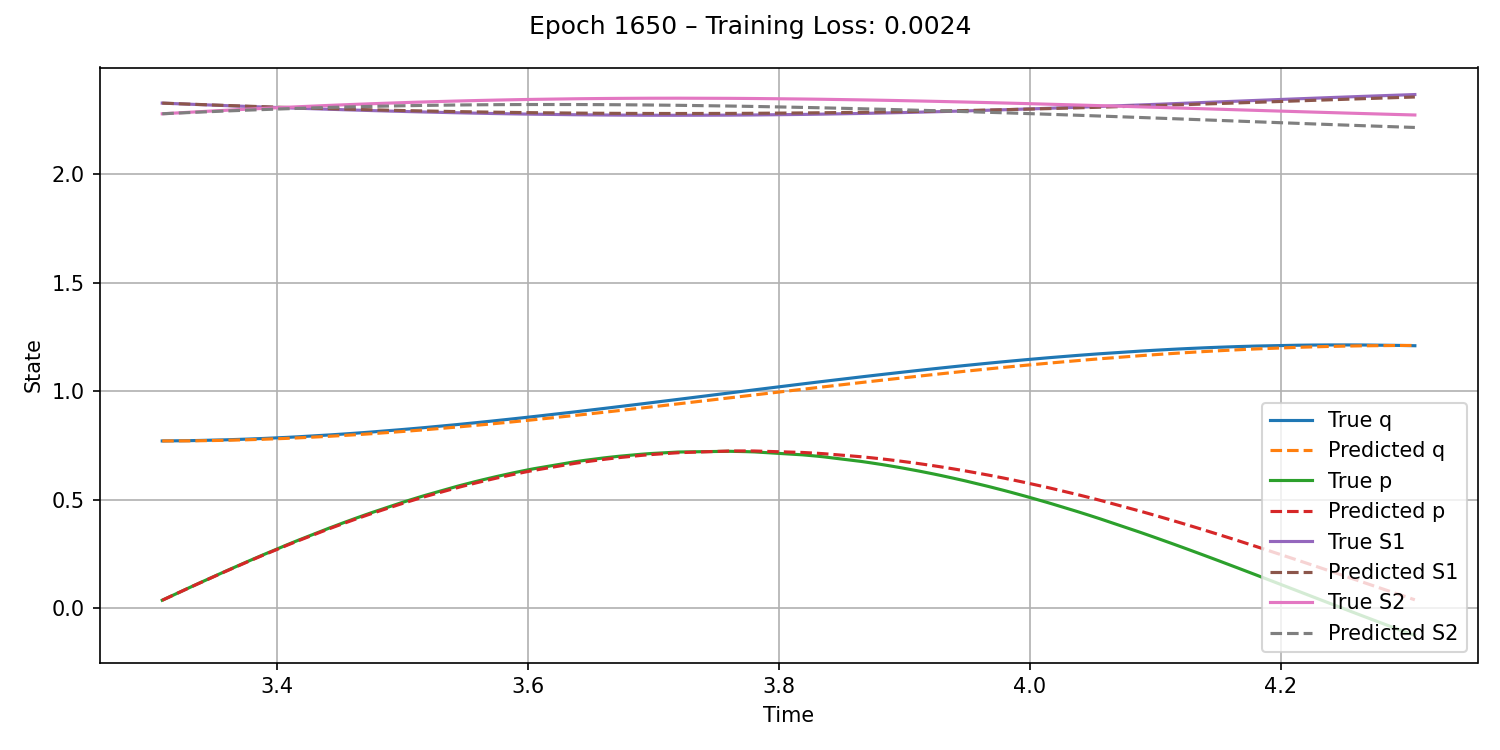 Epoch 1650 – Training Loss: 0.0024
State
2.0
1.5
1.0
0.5
0.0
True q
Predicted q
True p
Predicted p
True S1
Predicted S1
True S2
Predicted S2
3.4
3.6
3.8
4.0
4.2
Time